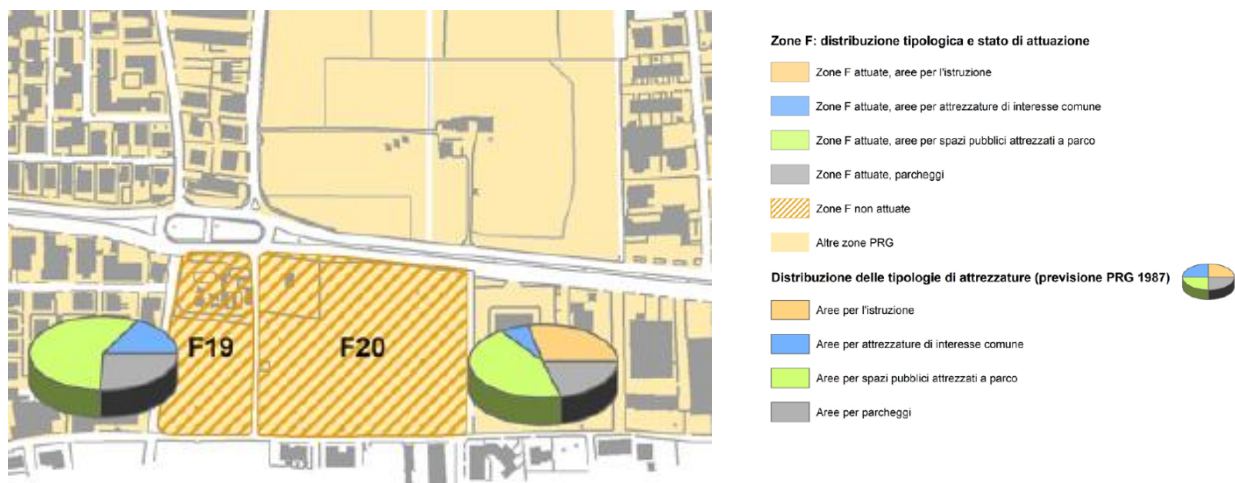 F19
F20
Zone F: distribuzione tipologica e stato di attuazione
Zone F attuate, aree per l'istruzione
Zone F attuate, aree per attrezzature di interesse comune
Zone F attuate, aree per spazi pubblici attrezzati a parco
Zone F attuate, parcheggi
Zone F non attuate
Altre zone PRG
Distribuzione delle tipologie di attrezzature (previsione PRG 1987)
Aree per l'istruzione
Aree per attrezzature di interesse comune
Aree per spazi pubblici attrezzati a parco
Aree per parcheggi